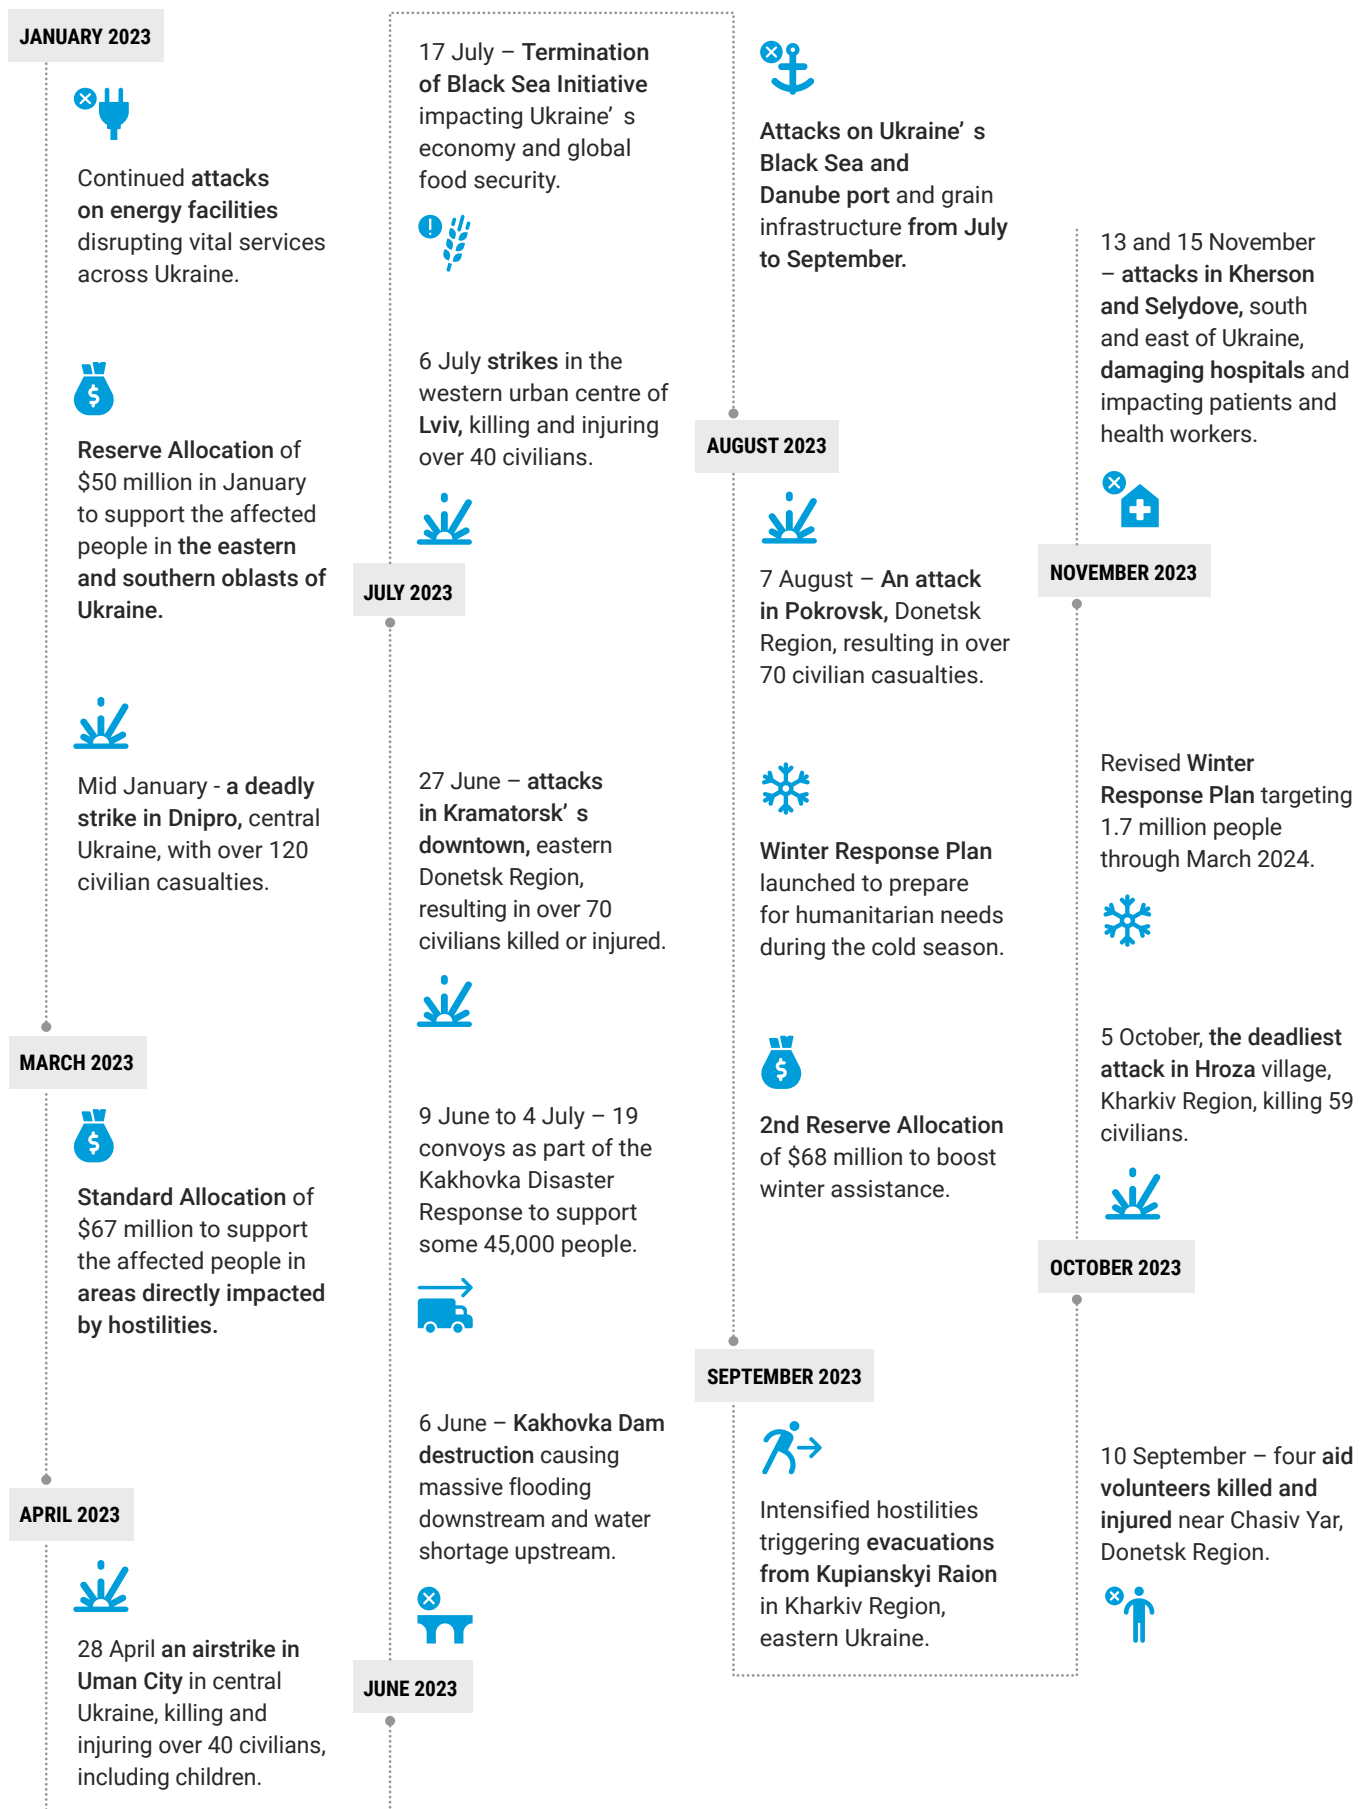 JANUARY 2023
Continued attacks
on energy facilities
disrupting vital services
across Ukraine.
Reserve Allocation of
$50 million in January
to support the affected
people in the eastern
and southern oblasts of
Ukraine.
Mid January - a deadly
strike in Dnipro, central
Ukraine, with over 120
civilian casualties.
MARCH 2023
Standard Allocation of
$67 million to support
the affected people in
areas directly impacted
by hostilities.
APRIL 2023
28 April an airstrike in
Uman City in central
Ukraine, killing and
injuring over 40 civilians,
including children.
17 July – Termination
of Black Sea Initiative
impacting Ukraine’ s
economy and global
food security.
6 July strikes in the
western urban centre of
Lviv, killing and injuring
over 40 civilians.
JULY 2023
27 June – attacks
in Kramatorsk’ s
downtown, eastern
Donetsk Region,
resulting in over 70
civilians killed or injured.
9 June to 4 July – 19
convoys as part of the
Kakhovka Disaster
Response to support
some 45,000 people.
6 June – Kakhovka Dam
destruction causing
massive flooding
downstream and water
shortage upstream.
JUNE 2023
Attacks on Ukraine’ s
Black Sea and
Danube port and grain
infrastructure from July
to September.
AUGUST 2023
7 August – An attack
in Pokrovsk, Donetsk
Region, resulting in over
70 civilian casualties.
Winter Response Plan
launched to prepare
for humanitarian needs
during the cold season.
2nd Reserve Allocation
of $68 million to boost
winter assistance.
SEPTEMBER 2023
Intensified hostilities
triggering evacuations
from Kupianskyi Raion
in Kharkiv Region,
eastern Ukraine.
13 and 15 November
– attacks in Kherson
and Selydove, south
and east of Ukraine,
damaging hospitals and
impacting patients and
health workers.
NOVEMBER 2023
Revised Winter
Response Plan targeting
1.7 million people
through March 2024.
5 October, the deadliest
attack in Hroza village,
Kharkiv Region, killing 59
civilians.
OCTOBER 2023
10 September – four aid
volunteers killed and
injured near Chasiv Yar,
Donetsk Region.